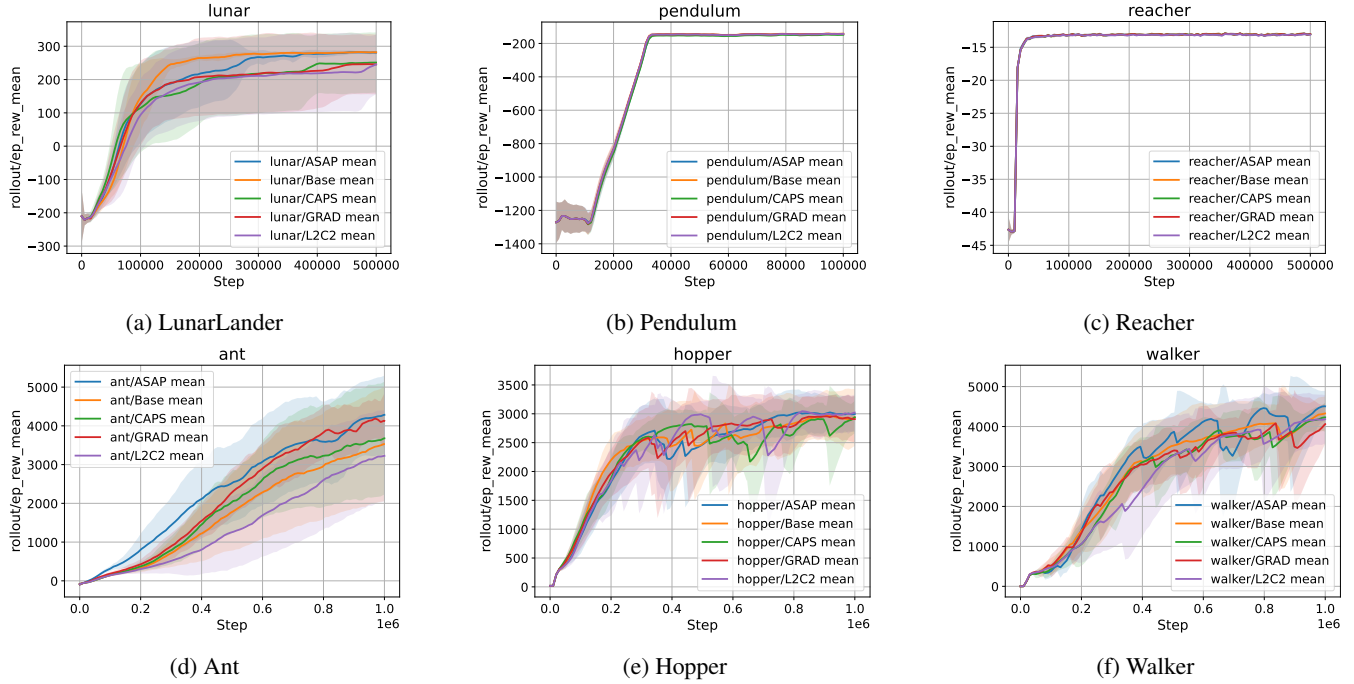 lunar
rollout/ep_rew_mean
300
200
100
0
−100
−200
−300
lunar/ASAP mean
lunar/Base mean
lunar/CAPS mean
lunar/GRAD mean
lunar/L2C2 mean
0 100000 200000 300000 400000 500000
Step
(a) LunarLander
pendulum
rollout/ep_rew_mean
−200
−400
−600
−800
−1000
−1200
−1400
pendulum/ASAP mean
pendulum/Base mean
pendulum/CAPS mean
pendulum/GRAD mean
pendulum/L2C2 mean
0 20000 40000 60000 80000 100000
Step
(b) Pendulum
reacher
rollout/ep_rew_mean
−15
−20
−25
−30
−35
−40
−45
reacher/ASAP mean
reacher/Base mean
reacher/CAPS mean
reacher/GRAD mean
reacher/L2C2 mean
0 100000 200000 300000 400000 500000
Step
(c) Reacher
ant
rollout/ep_rew_mean
5000
4000
3000
2000
1000
0
ant/ASAP mean
ant/Base mean
ant/CAPS mean
ant/GRAD mean
ant/L2C2 mean
0.0 0.2 0.4 0.6 0.8 1.0
Step
1e6
(d) Ant
hopper
rollout/ep_rew_mean
3500
3000
2500
2000
1500
1000
500
0
hopper/ASAP mean
hopper/Base mean
hopper/CAPS mean
hopper/GRAD mean
hopper/L2C2 mean
0.0 0.2 0.4 0.6 0.8 1.0
Step
1e6
(e) Hopper
walker
rollout/ep_rew_mean
5000
4000
3000
2000
1000
0
walker/ASAP mean
walker/Base mean
walker/CAPS mean
walker/GRAD mean
walker/L2C2 mean
0.0 0.2 0.4 0.6 0.8 1.0
Step
1e6
(f) Walker